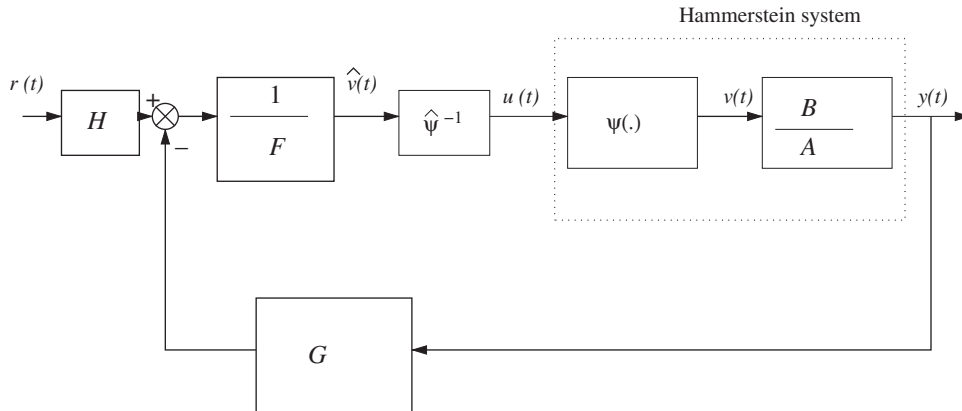 Hammerstein system
r (t)
H
+
−
1
F
v̂(t)
ψ̂ ⁻¹
u (t)
ψ(.)
v(t)
B
A
y(t)
G